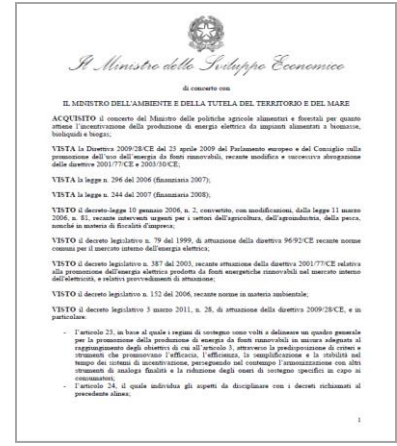 Il Ministro dello Sviluppo Economico
di concerto con
IL MINISTRO DELL'AMBIENTE E DELLA TUTELA DEL TERRITORIO E DEL MARE
ACQUISITO il concerto del Ministro delle politiche agricole alimentari e forestali per quanto
attiene l'incentivazione della produzione di energia elettrica da impianti alimentati a biomasse,
bioliquidi e biogas;
VISTA la Direttiva 2009/28/CE del 23 aprile 2009 del Parlamento europeo e del Consiglio sulla
promozione dell'uso dell'energia da fonti rinnovabili, recante modifica e successiva abrogazione
delle direttive 2001/77/CE e 2003/30/CE;
VISTA la legge n. 296 del 2006 (finanziaria 2007);
VISTA la legge n. 244 del 2007 (finanziaria 2008);
VISTO il decreto-legge 10 gennaio 2006, n. 2, convertito, con modificazioni, dalla legge 11 marzo
2006, n. 81, recante interventi urgenti per i settori dell'agricoltura, dell'agroindustria, della pesca,
nonché in materia di fiscalità d'impresa;
VISTO il decreto legislativo n. 79 del 1999, di attuazione della direttiva 96/92/CE recante norme
comuni per il mercato interno dell'energia elettrica;
VISTO il decreto legislativo n. 387 del 2003, recante attuazione della direttiva 2001/77/CE relativa
alla promozione dell'energia elettrica prodotta da fonti energetiche rinnovabili nel mercato interno
dell'elettricità, e relativi provvedimenti di attuazione;
VISTO il decreto legislativo n. 152 del 2006, recante norme in materia ambientale;
VISTO il decreto legislativo 3 marzo 2011, n. 28, di attuazione della direttiva 2009/28/CE, e in
particolare:
- l'articolo 23, in base al quale i regimi di sostegno sono volti a delineare un quadro generale
per la promozione della produzione di energia da fonti rinnovabili in misura adeguata al
raggiungimento degli obiettivi di cui all'articolo 3, attraverso la predisposizione di criteri e
strumenti che promuovano l'efficacia, l'efficienza, la semplificazione e la stabilità nel
tempo dei sistemi di incentivazione, perseguendo nel contempo l'armonizzazione con altri
strumenti di analoga finalità e la riduzione degli oneri di sostegno specifici in capo ai
consumatori;
- l'articolo 24, il quale individua gli aspetti da disciplinare con i decreti richiamati al
precedente alinea;
1